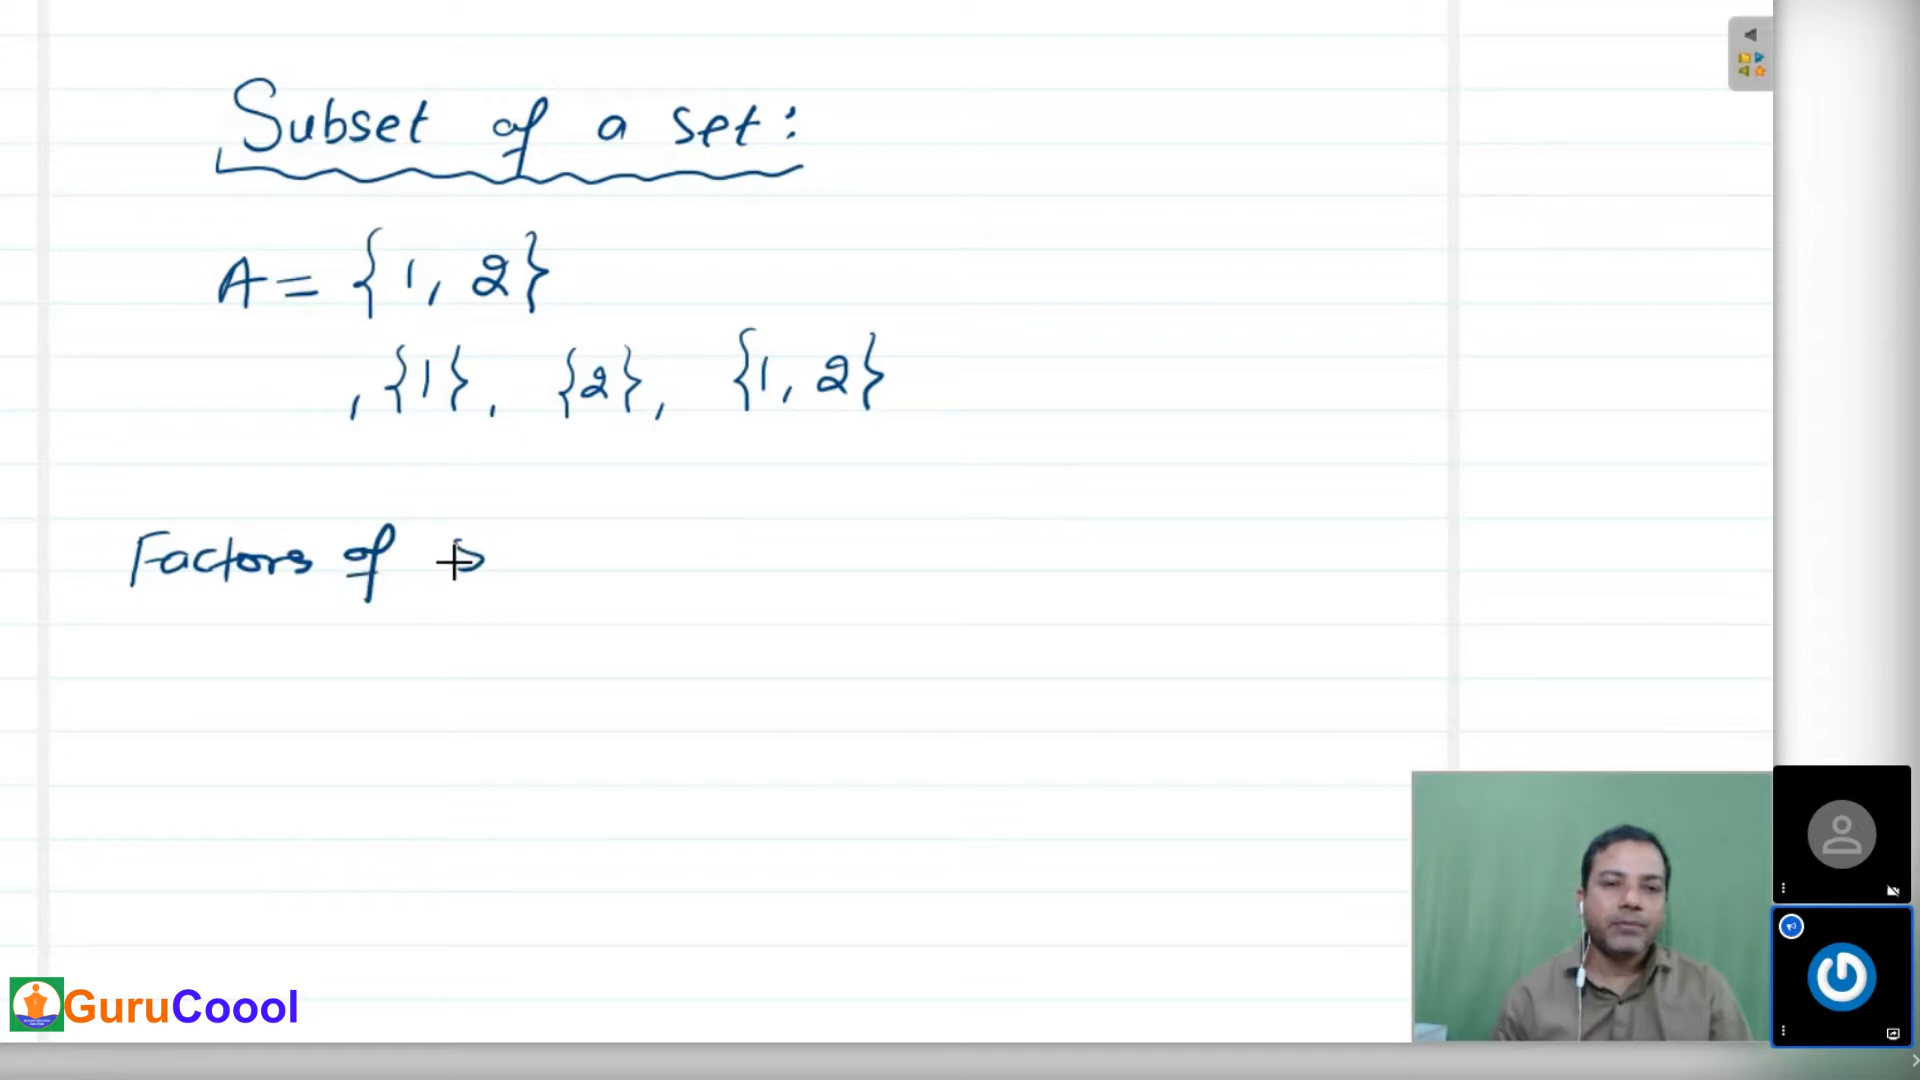 Subset of a set:
A = {1, 2}
, {1}, {2}, {1, 2}
Factors of
GuruCoool